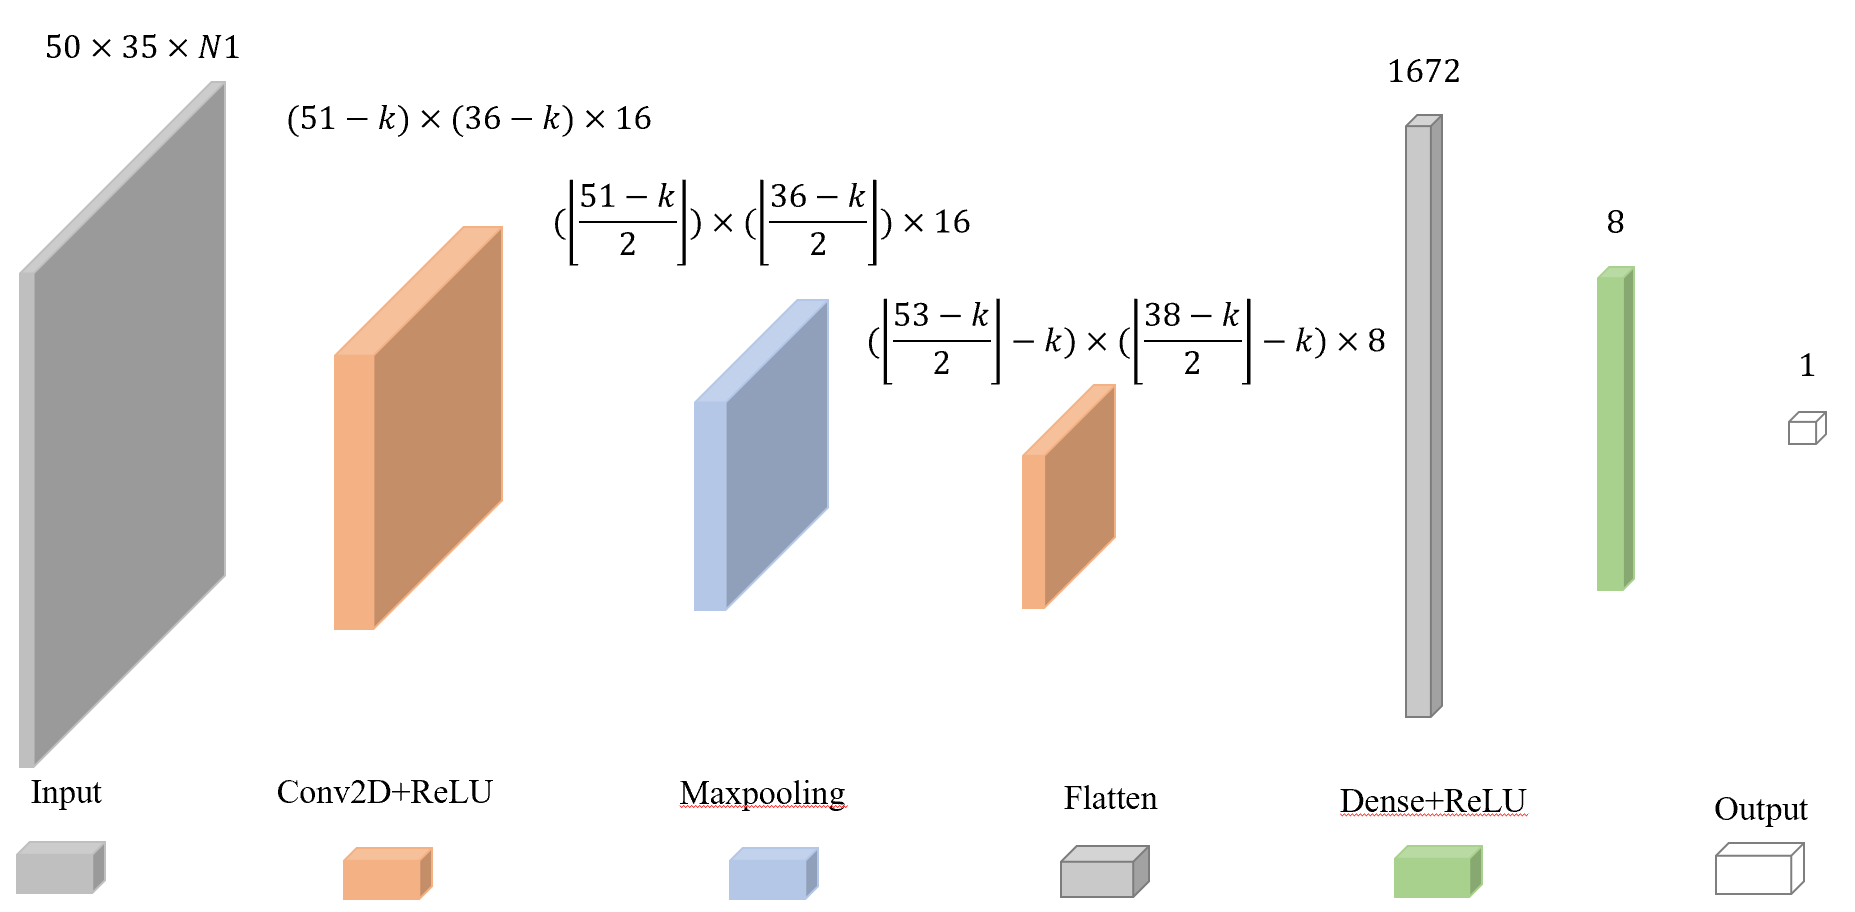 50 × 35 × N1
(51 − k) × (36 − k) × 16
(⌊(51 − k)/2⌋) × (⌊(36 − k)/2⌋) × 16
(⌊(53 − k)/2⌋ − k) × (⌊(38 − k)/2⌋ − k) × 8
1672
8
1
Input
Conv2D+ReLU
Maxpooling
Flatten
Dense+ReLU
Output